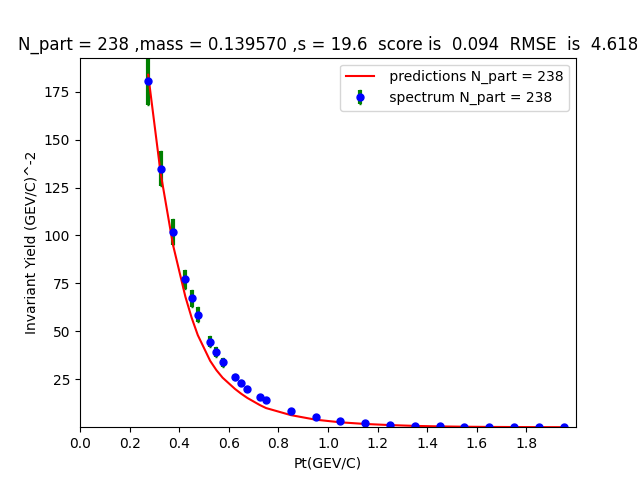 N_part = 238 ,mass = 0.139570 ,s = 19.6  score is  0.094  RMSE  is  4.618
predictions N_part = 238
spectrum N_part = 238
Invariant Yield (GEV/C)^-2
175
150
125
100
75
50
25
0.0 0.2 0.4 0.6 0.8 1.0 1.2 1.4 1.6 1.8
Pt(GEV/C)